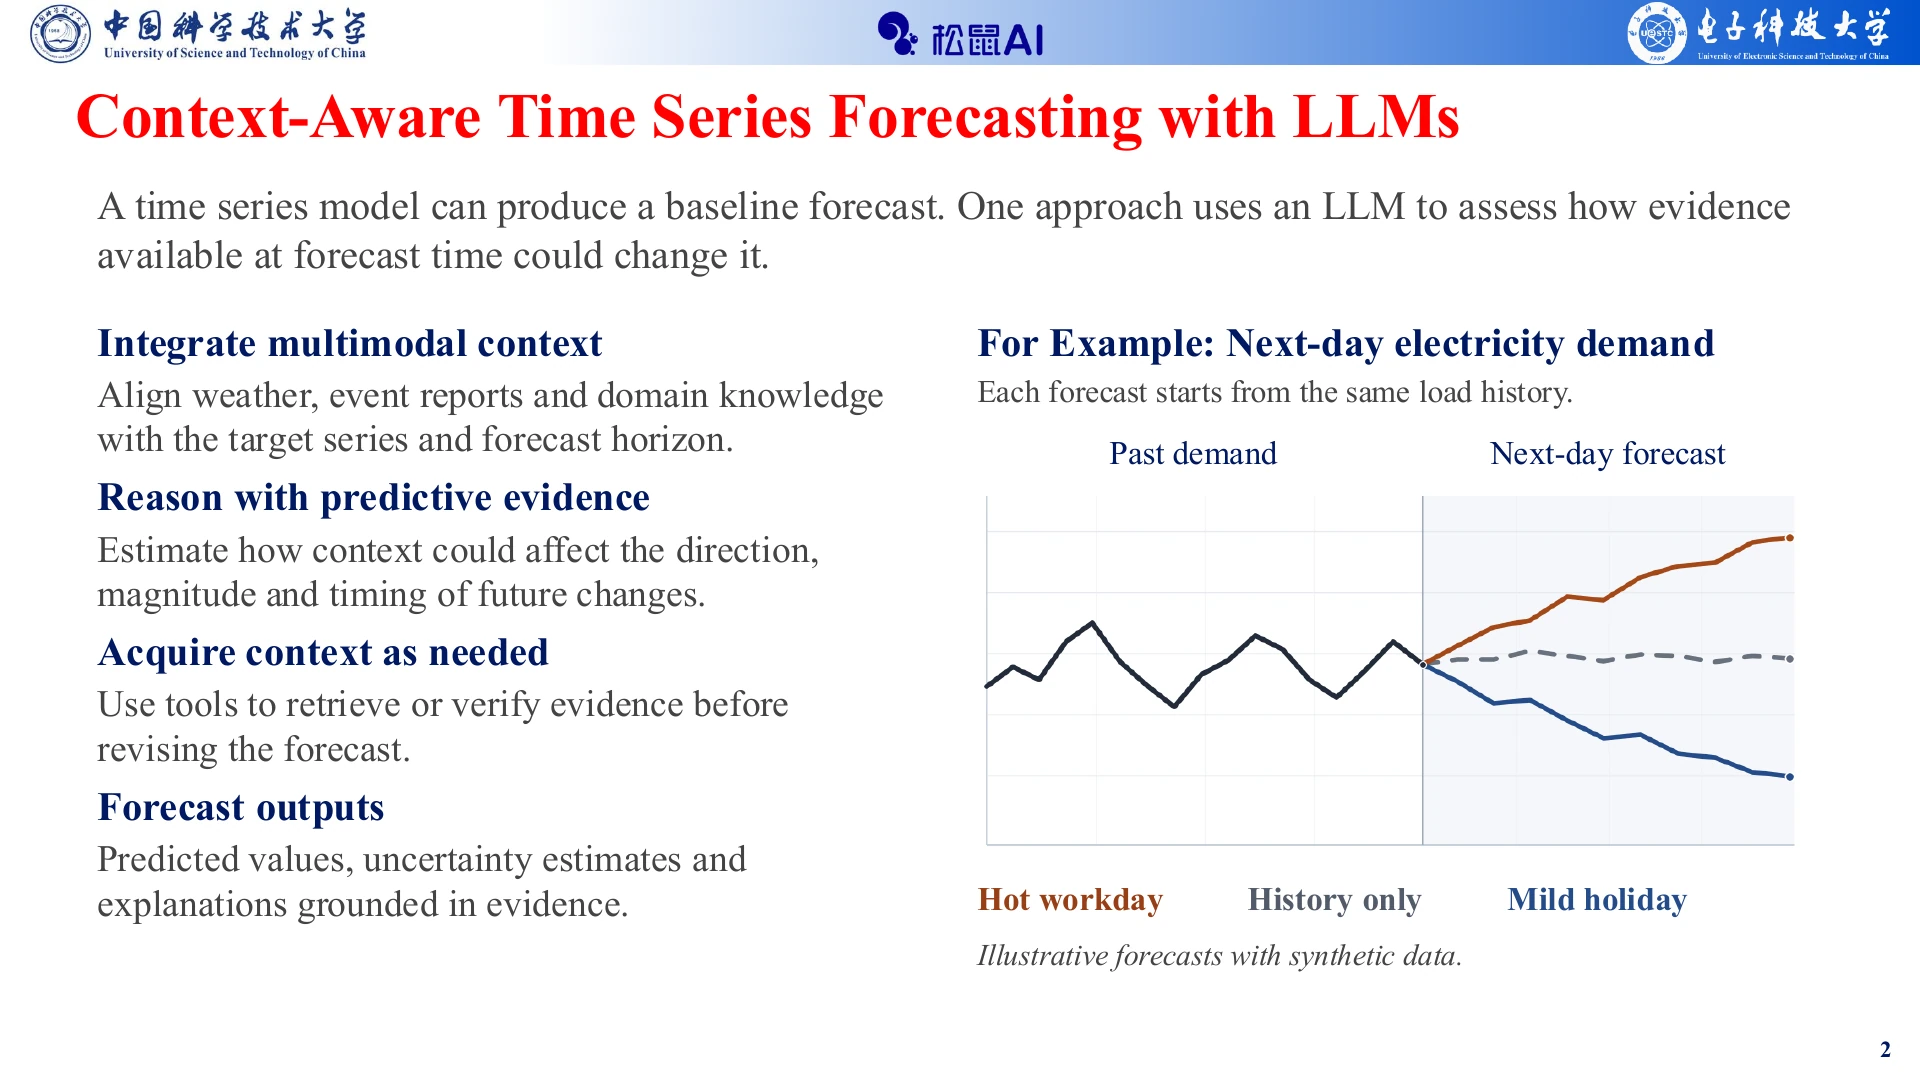 中国科学技术大学
University of Science and Technology of China
松鼠AI
电子科技大学
University of Electronic Science and Technology of China
1958
1956
Context-Aware Time Series Forecasting with LLMs
A time series model can produce a baseline forecast. One approach uses an LLM to assess how evidence
available at forecast time could change it.
Integrate multimodal context
Align weather, event reports and domain knowledge
with the target series and forecast horizon.
Reason with predictive evidence
Estimate how context could affect the direction,
magnitude and timing of future changes.
Acquire context as needed
Use tools to retrieve or verify evidence before
revising the forecast.
Forecast outputs
Predicted values, uncertainty estimates and
explanations grounded in evidence.
For Example: Next-day electricity demand
Each forecast starts from the same load history.
Past demand
Next-day forecast
Hot workday
History only
Mild holiday
Illustrative forecasts with synthetic data.
2